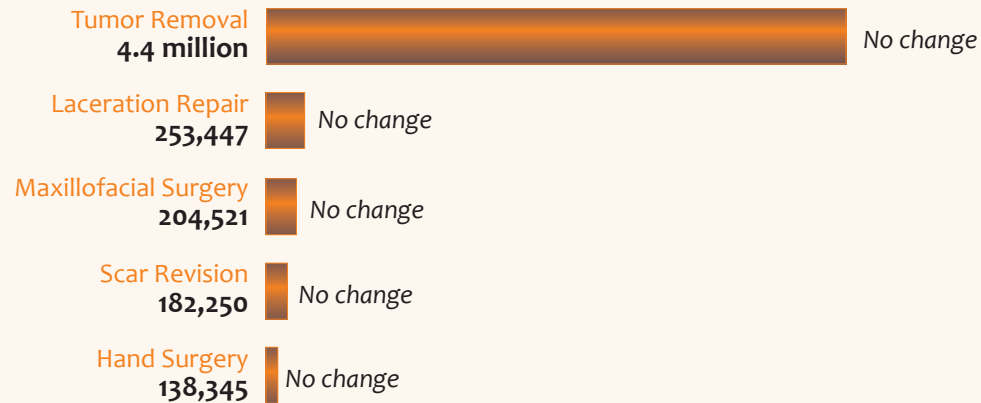 Tumor Removal
4.4 million
No change
Laceration Repair
253,447
No change
Maxillofacial Surgery
204,521
No change
Scar Revision
182,250
No change
Hand Surgery
138,345
No change